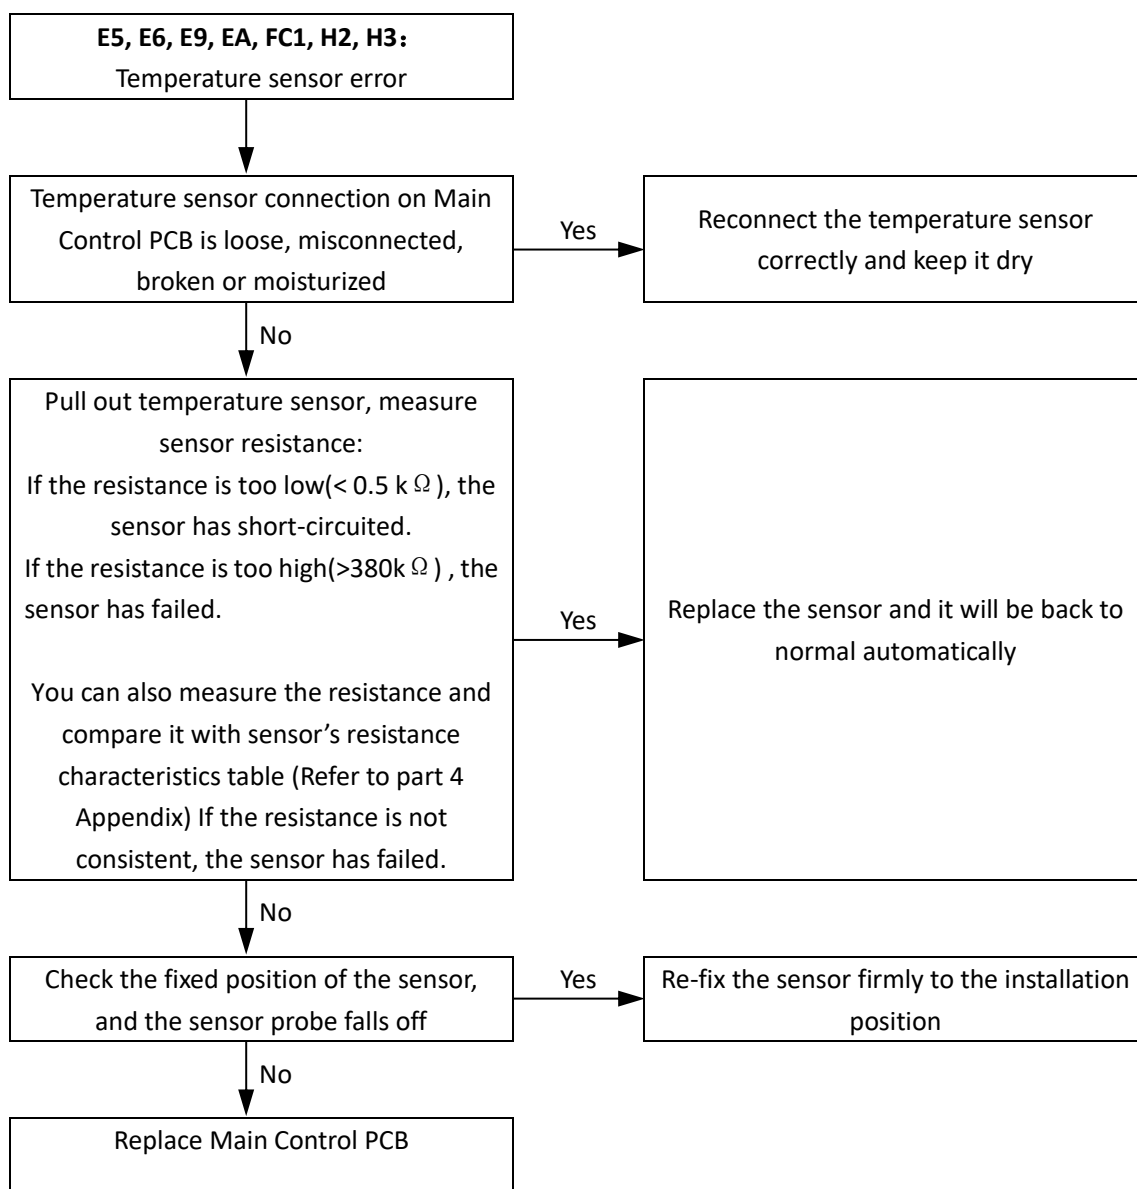 E5, E6, E9, EA, FC1, H2, H3：
Temperature sensor error
Temperature sensor connection on Main
Control PCB is loose, misconnected,
broken or moisturized
Yes
Reconnect the temperature sensor
correctly and keep it dry
No
Pull out temperature sensor, measure
sensor resistance:
If the resistance is too low(< 0.5 k Ω), the
sensor has short-circuited.
If the resistance is too high(>380k Ω) , the
sensor has failed.
You can also measure the resistance and
compare it with sensor’s resistance
characteristics table (Refer to part 4
Appendix) If the resistance is not
consistent, the sensor has failed.
Yes
Replace the sensor and it will be back to
normal automatically
No
Check the fixed position of the sensor,
and the sensor probe falls off
Yes
Re-fix the sensor firmly to the installation
position
No
Replace Main Control PCB